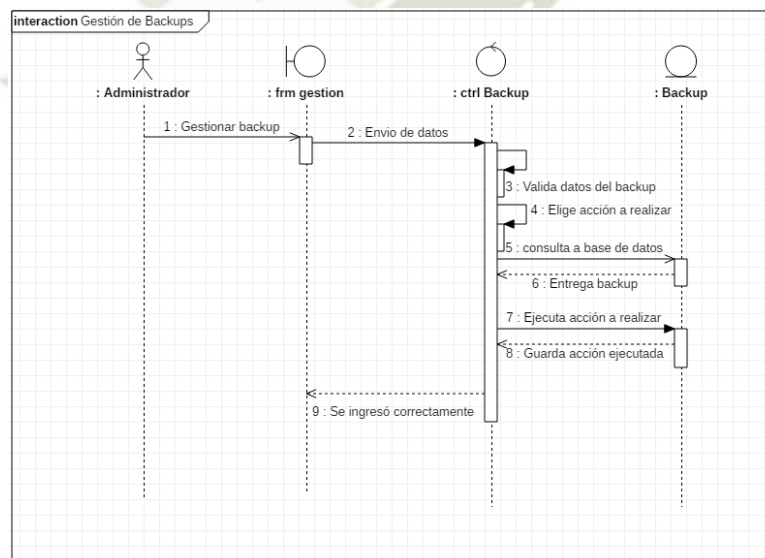 interaction Gestión de Backups
: Administrador
: frm gestion
: ctrl Backup
: Backup
1 : Gestionar backup
2 : Envio de datos
3 : Valida datos del backup
4 : Elige acción a realizar
5 : consulta a base de datos
6 : Entrega backup
7 : Ejecuta acción a realizar
8 : Guarda acción ejecutada
9 : Se ingresó correctamente